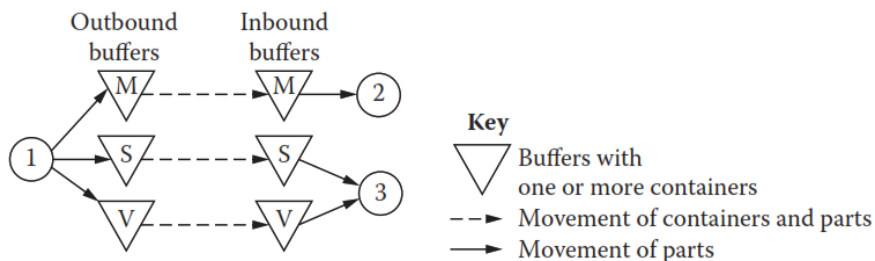 Outbound
buffers
Inbound
buffers
M
M
2
1
S
S
3
V
V
Key
Buffers with
one or more containers
Movement of containers and parts
Movement of parts